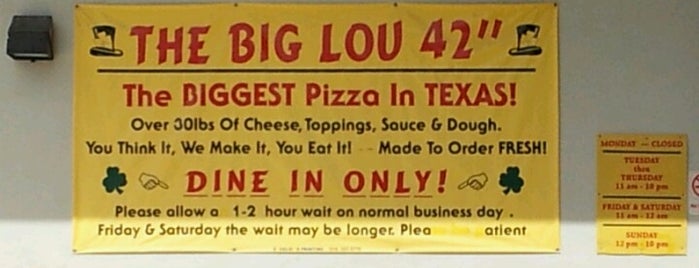 THE BIG LOU 42"
The BIGGEST Pizza In TEXAS!
Over 30lbs Of Cheese, Toppings, Sauce & Dough.
You Think It, We Make It, You Eat It! -- Made To Order FRESH!
DINE IN ONLY!
Please allow a 1-2 hour wait on normal business day.
Friday & Saturday the wait may be longer. Plea atient
MONDAY -- CLOSED
TUESDAY
thru
THURSDAY
11 am - 10 pm
FRIDAY & SATURDAY
11 am - 12 am
SUNDAY
12 pm - 10 pm